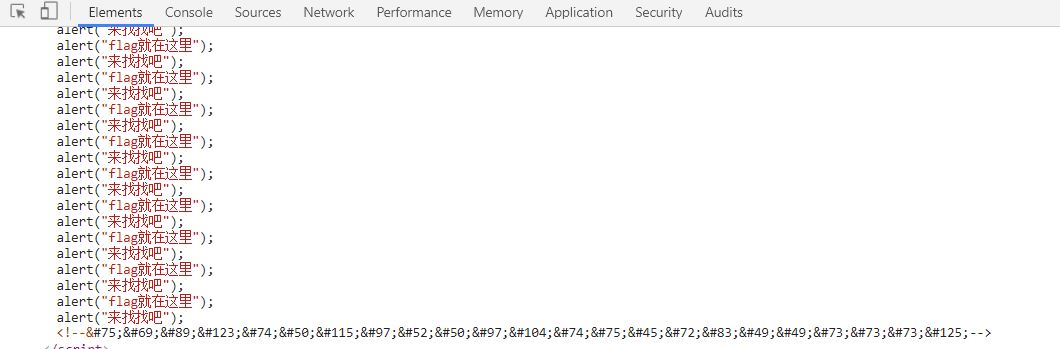 Elements Console Sources Network Performance Memory Application Security Audits
alert("来找找吧");
alert("flag就在这里");
alert("来找找吧");
alert("flag就在这里");
alert("来找找吧");
alert("flag就在这里");
alert("来找找吧");
alert("flag就在这里");
alert("来找找吧");
alert("flag就在这里");
alert("来找找吧");
alert("flag就在这里");
alert("来找找吧");
alert("flag就在这里");
alert("来找找吧");
alert("flag就在这里");
alert("来找找吧");
alert("flag就在这里");
alert("来找找吧");
<!--&#75;&#69;&#89;&#123;&#74;&#50;&#115;&#97;&#52;&#50;&#97;&#104;&#74;&#75;&#45;&#72;&#83;&#49;&#49;&#73;&#73;&#73;&#125;-->
</script>